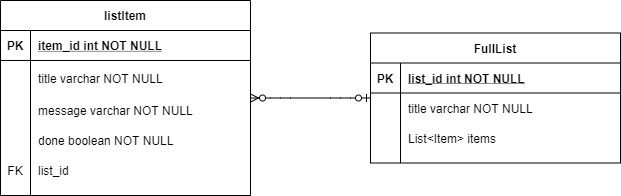 listItem
PK item_id int NOT NULL
title varchar NOT NULL
message varchar NOT NULL
done boolean NOT NULL
FK list_id
FullList
PK list_id int NOT NULL
title varchar NOT NULL
List<Item> items